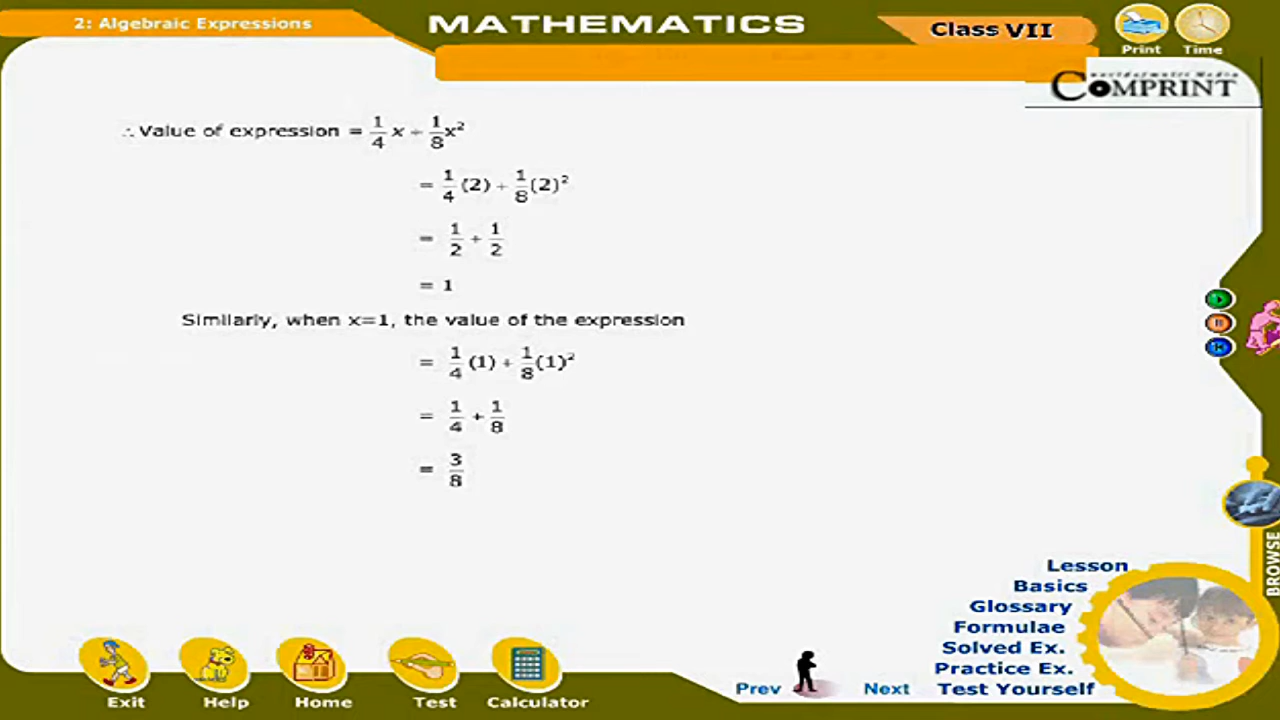 2: Algebraic Expressions
MATHEMATICS
Class VII
Print
Time
COMPRINT
∴ Value of expression = 1/4 x + 1/8 x²
= 1/4 (2) + 1/8 (2)²
= 1/2 + 1/2
= 1
Similarly, when x=1, the value of the expression
= 1/4 (1) + 1/8 (1)²
= 1/4 + 1/8
= 3/8
BROWSE
Lesson
Basics
Glossary
Formulae
Solved Ex.
Practice Ex.
Test Yourself
Prev
Next
Exit
Help
Home
Test
Calculator